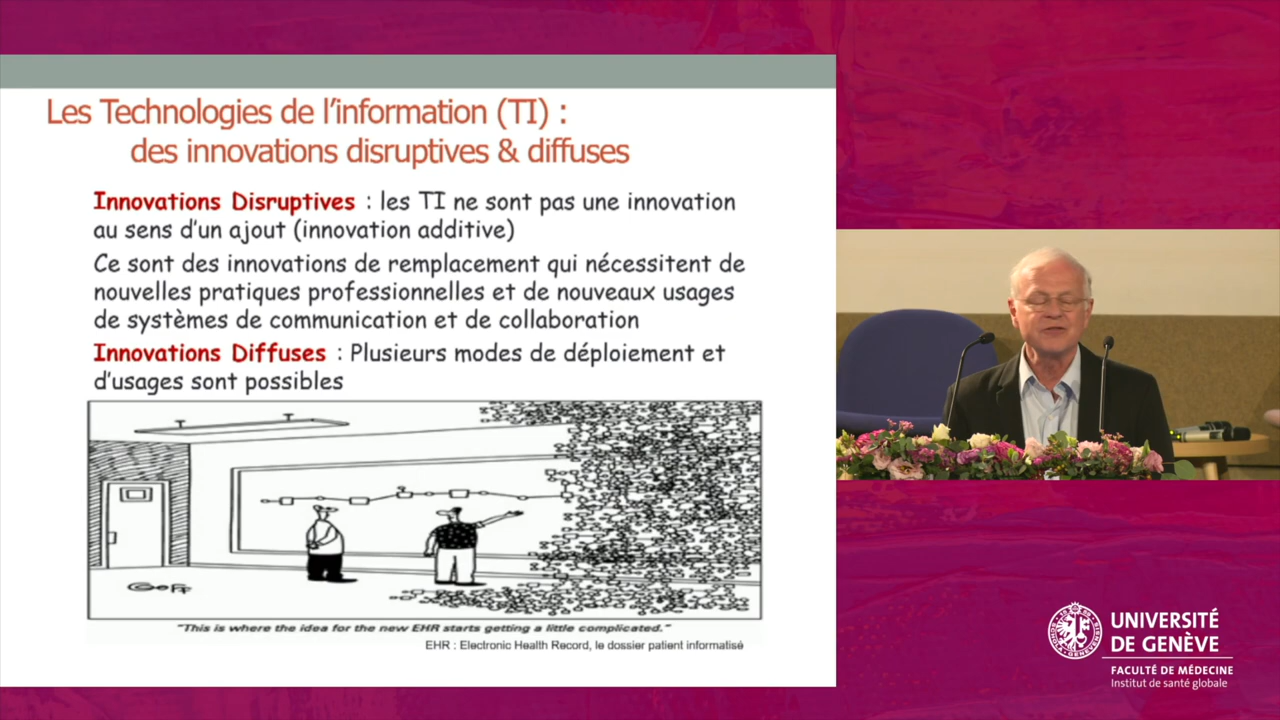 Les Technologies de l'information (TI) :
des innovations disruptives & diffuses
Innovations Disruptives : les TI ne sont pas une innovation
au sens d'un ajout (innovation additive)
Ce sont des innovations de remplacement qui nécessitent de
nouvelles pratiques professionnelles et de nouveaux usages
de systèmes de communication et de collaboration
Innovations Diffuses : Plusieurs modes de déploiement et
d'usages sont possibles
"This is where the idea for the new EHR starts getting a little complicated."
EHR : Electronic Health Record, le dossier patient informatisé
UNIVERSITÉ
DE GENÈVE
FACULTÉ DE MÉDECINE
Institut de santé globale